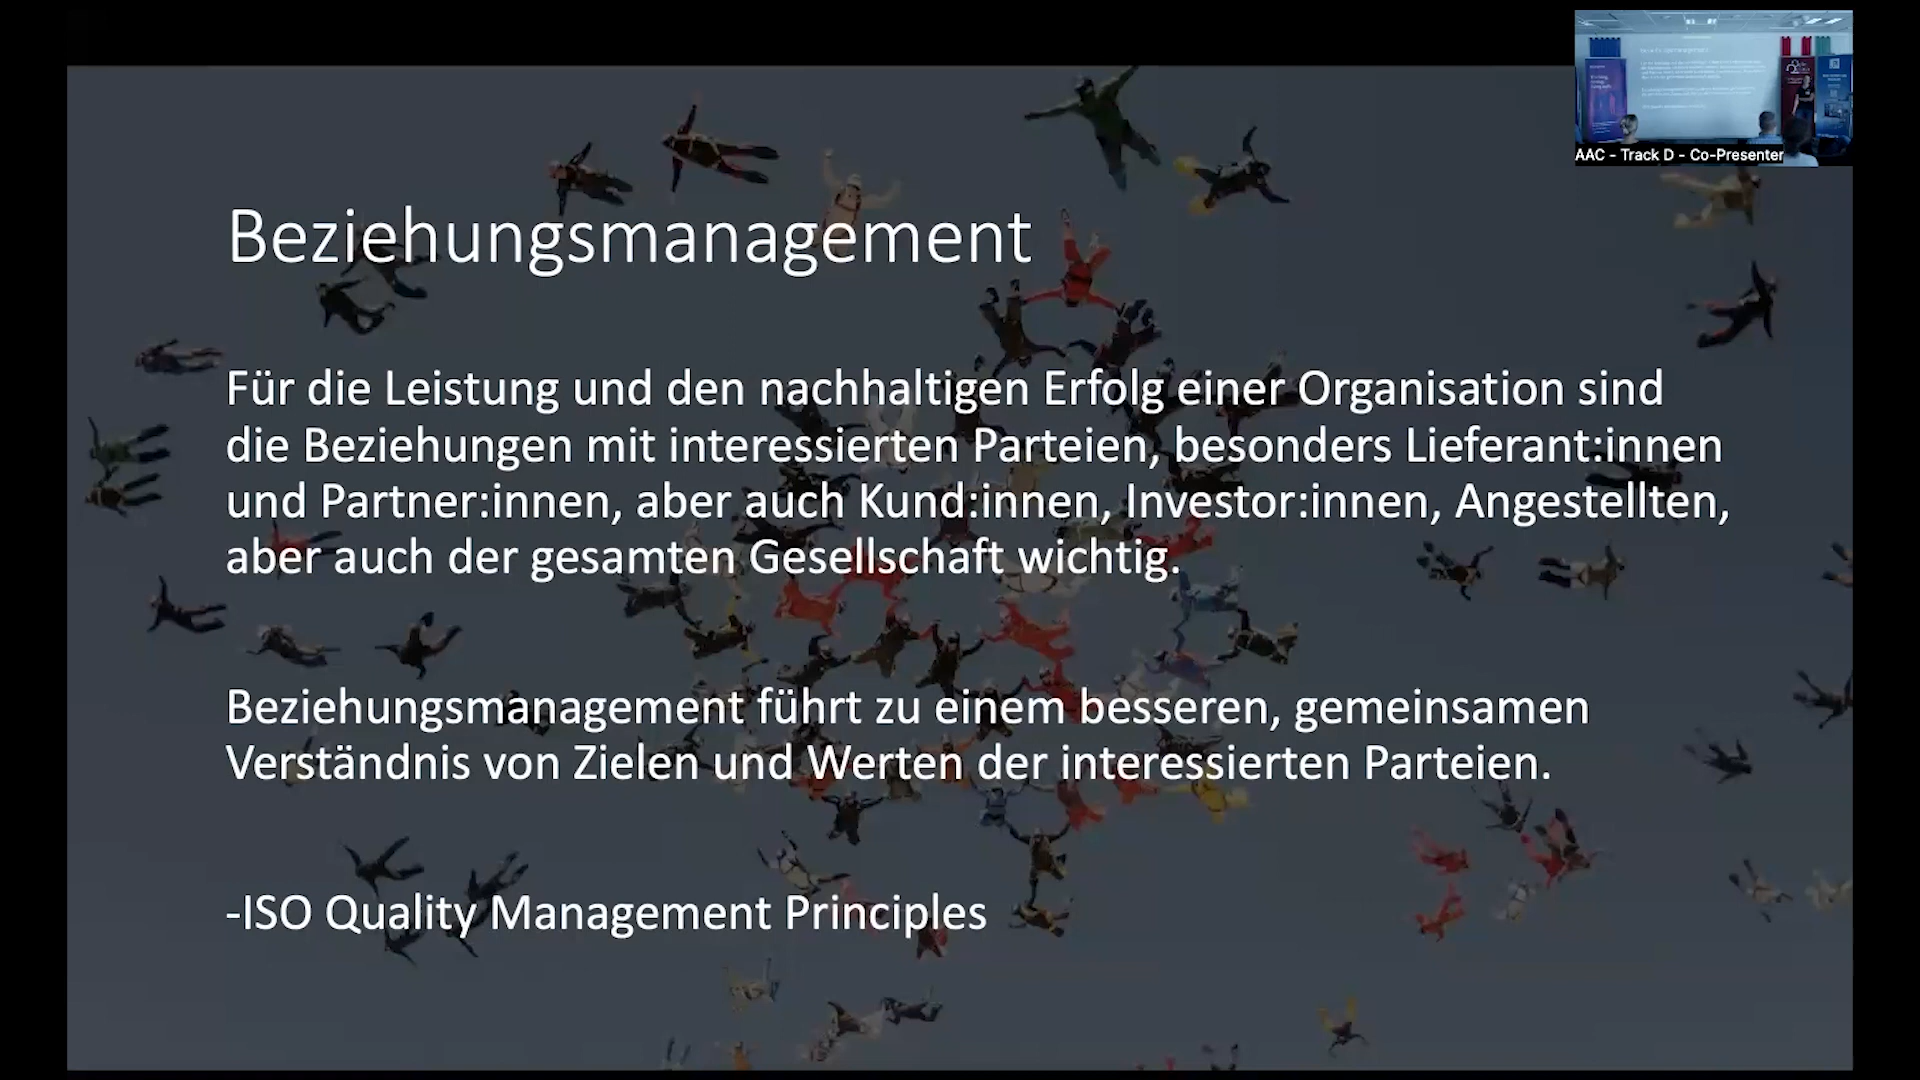 AAC - Track D - Co-Presenter
Beziehungsmanagement
Für die Leistung und den nachhaltigen Erfolg einer Organisation sind
die Beziehungen mit interessierten Parteien, besonders Lieferant:innen
und Partner:innen, aber auch Kund:innen, Investor:innen, Angestellten,
aber auch der gesamten Gesellschaft wichtig.
Beziehungsmanagement führt zu einem besseren, gemeinsamen
Verständnis von Zielen und Werten der interessierten Parteien.
-ISO Quality Management Principles